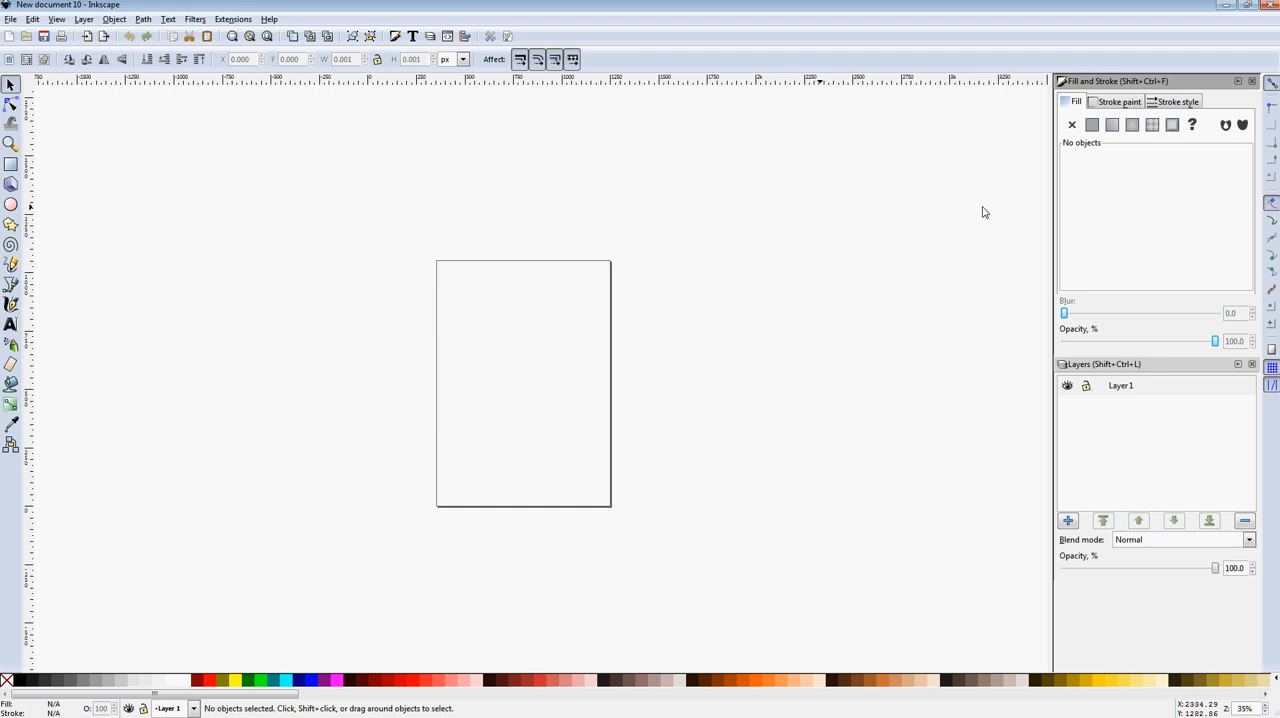 New document 10 - Inkscape
File Edit View Layer Object Path Text Filters Extensions Help
X 0.000 Y 0.000 W 0.001 H 0.001 px Affect:
Fill and Stroke (Shift+Ctrl+F)
Fill Stroke paint Stroke style
No objects
Blur:
0.0
Opacity, %
100.0
Layers (Shift+Ctrl+L)
Layer 1
Blend mode: Normal
Opacity, %
100.0
Fill: N/A O: 100 Layer 1 No objects selected. Click, Shift+click, or drag around objects to select. X:2334.29 Z: 35%
Stroke: N/A Y:1282.86